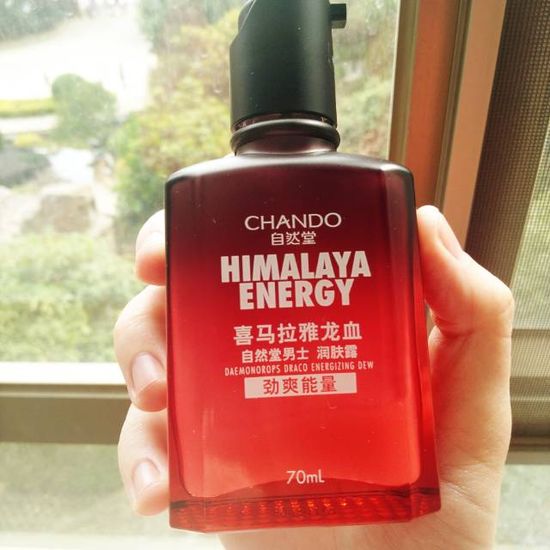 CHANDO
自然堂
HIMALAYA
ENERGY
喜马拉雅龙血
自然堂男士 润肤露
DAEMONOROPS DRACO ENERGIZING DEW
劲爽能量
70mL